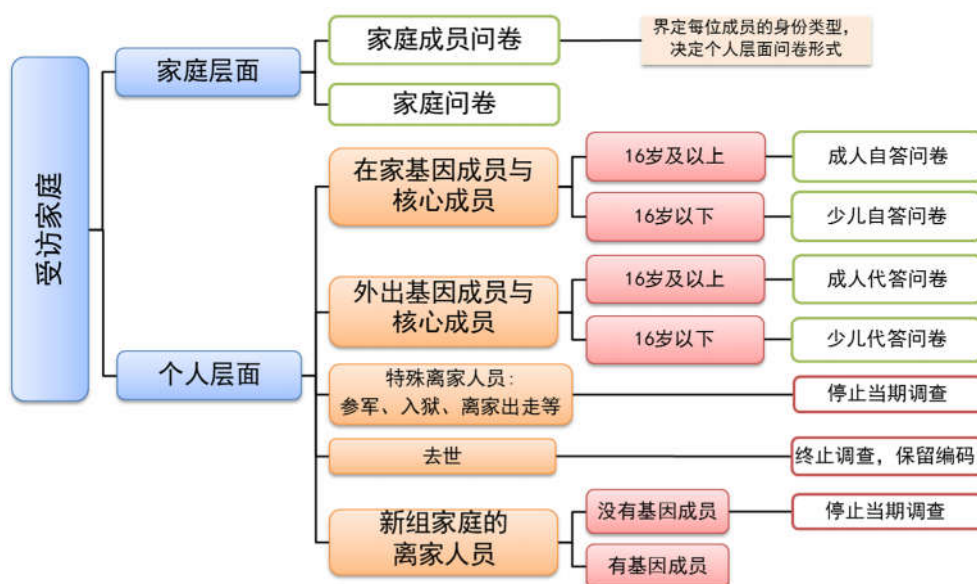 受访家庭
家庭层面
家庭成员问卷
界定每位成员的身份类型，
决定个人层面问卷形式
家庭问卷
个人层面
在家基因成员与
核心成员
16岁及以上
成人自答问卷
16岁以下
少儿自答问卷
外出基因成员与
核心成员
16岁及以上
成人代答问卷
16岁以下
少儿代答问卷
特殊离家人员：
参军、入狱、离家出走等
停止当期调查
去世
终止调查，保留编码
新组家庭的
离家人员
没有基因成员
停止当期调查
有基因成员